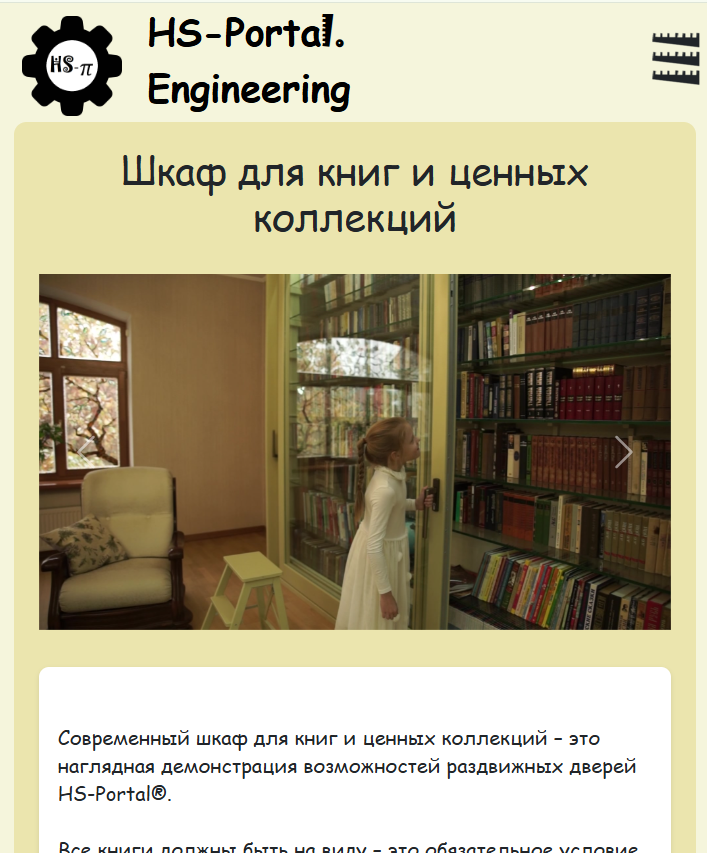 HS-π
HS-Portal.
Engineering
Шкаф для книг и ценных
коллекций
Современный шкаф для книг и ценных коллекций – это
наглядная демонстрация возможностей раздвижных дверей
HS-Portal®.
Все книги должны быть на виду – это обязательное условие